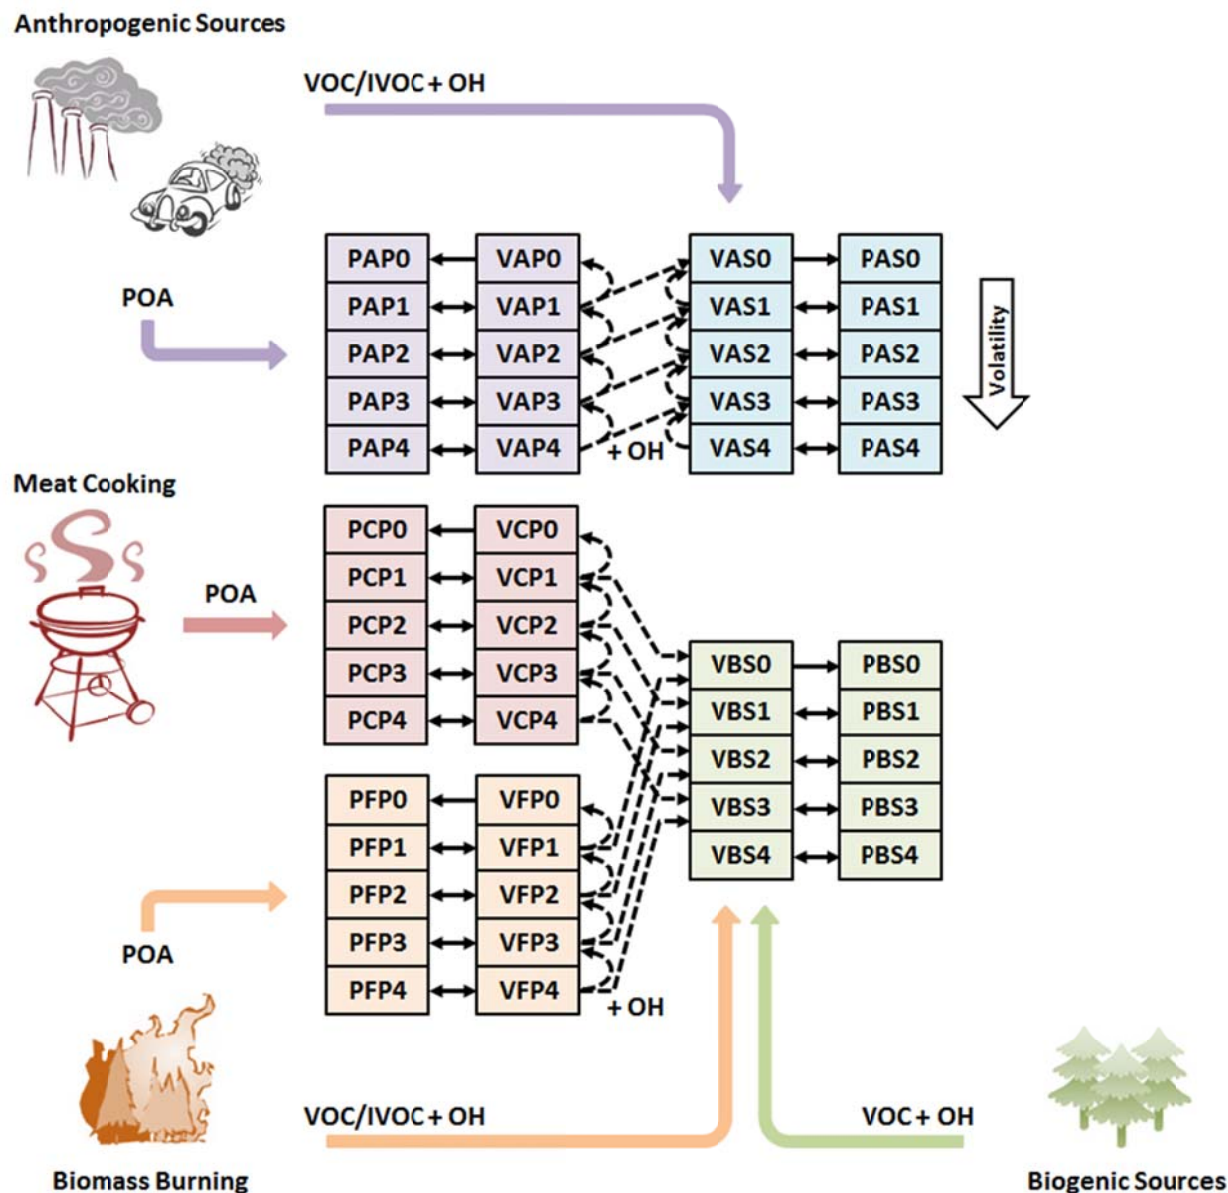 Anthropogenic Sources
VOC/IVOC + OH
POA
PAP0 VAP0 VAS0 PAS0
PAP1 VAP1 VAS1 PAS1
PAP2 VAP2 VAS2 PAS2
PAP3 VAP3 VAS3 PAS3
PAP4 VAP4 VAS4 PAS4
+ OH
Volatility
Meat Cooking
POA
PCP0 VCP0
PCP1 VCP1
PCP2 VCP2
PCP3 VCP3
PCP4 VCP4
VBS0 PBS0
VBS1 PBS1
VBS2 PBS2
VBS3 PBS3
VBS4 PBS4
PFP0 VFP0
PFP1 VFP1
PFP2 VFP2
PFP3 VFP3
PFP4 VFP4
+ OH
POA
VOC/IVOC + OH
VOC + OH
Biomass Burning
Biogenic Sources